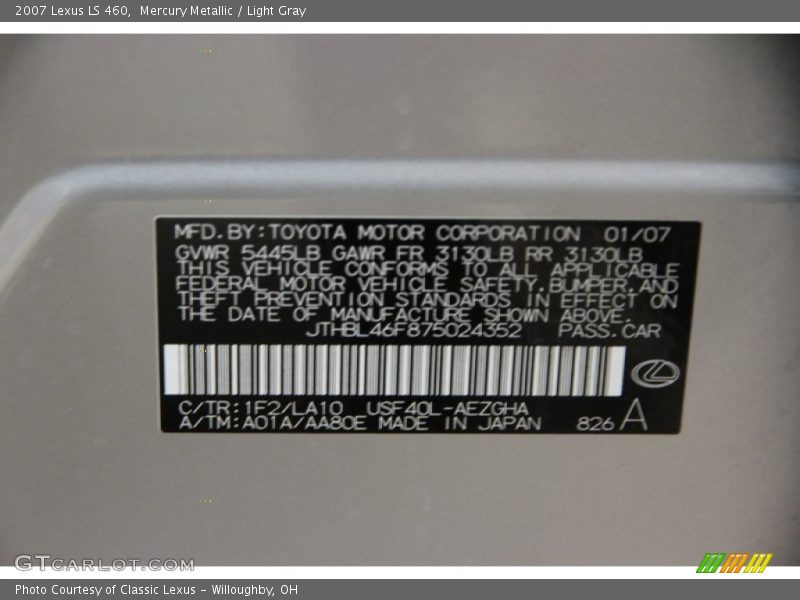 2007 Lexus LS 460,  Mercury Metallic / Light Gray
MFD.BY:TOYOTA MOTOR CORPORATION 01/07
GVWR 5445LB GAWR FR 3130LB RR 3130LB
THIS VEHICLE CONFORMS TO ALL APPLICABLE
FEDERAL MOTOR VEHICLE SAFETY,BUMPER,AND
THEFT PREVENTION STANDARDS IN EFFECT ON
THE DATE OF MANUFACTURE SHOWN ABOVE.
JTHBL46F875024352 PASS.CAR
C/TR:1F2/LA10 USF40L-AEZGHA
A/TM:A01A/AA80E MADE IN JAPAN 826 A
GTCARLOT.COM
Photo Courtesy of Classic Lexus - Willoughby, OH